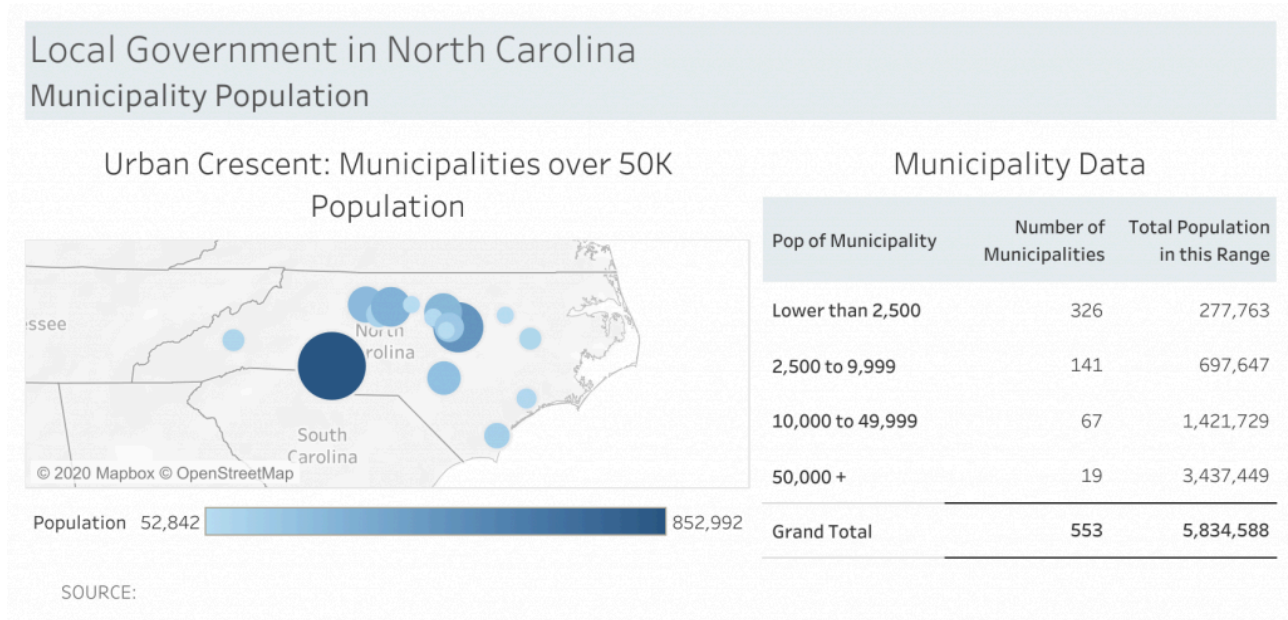 Local Government in North Carolina
Municipality Population
Urban Crescent: Municipalities over 50K
Population
ssee
North
rolina
South
Carolina
© 2020 Mapbox © OpenStreetMap
Population 52,842 852,992
SOURCE:
Municipality Data
Pop of Municipality Number of Municipalities Total Population in this Range
Lower than 2,500 326 277,763
2,500 to 9,999 141 697,647
10,000 to 49,999 67 1,421,729
50,000 + 19 3,437,449
Grand Total 553 5,834,588